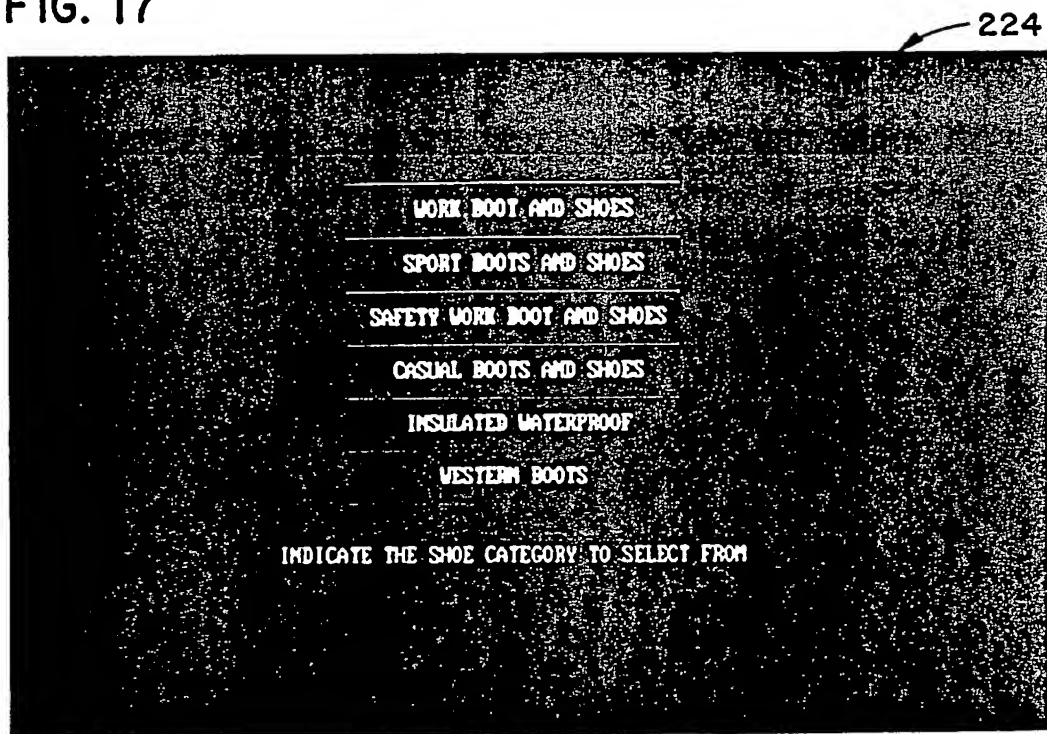 FIG. 17
224
WORK BOOT AND SHOES
SPORT BOOTS AND SHOES
SAFETY WORK BOOT AND SHOES
CASUAL BOOTS AND SHOES
INSULATED WATERPROOF
WESTERN BOOTS
INDICATE THE SHOE CATEGORY TO SELECT FROM